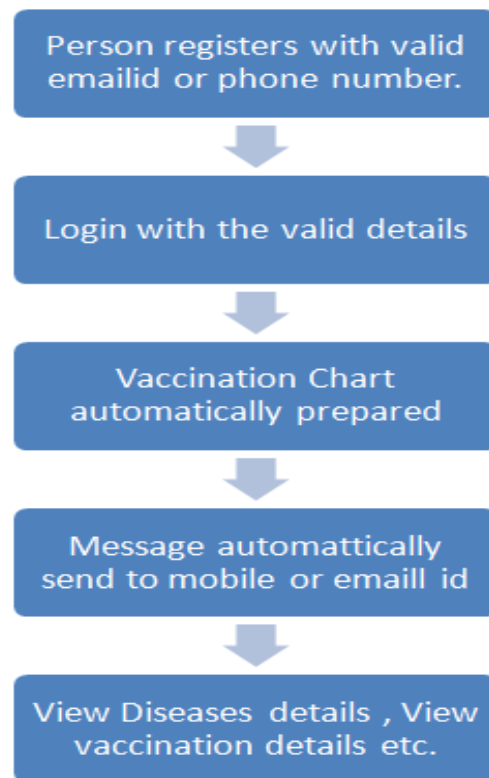 Person registers with valid
emailid or phone number.
Login with the valid details
Vaccination Chart
automatically prepared
Message automattically
send to mobile or emaill id
View Diseases details , View
vaccination details etc.